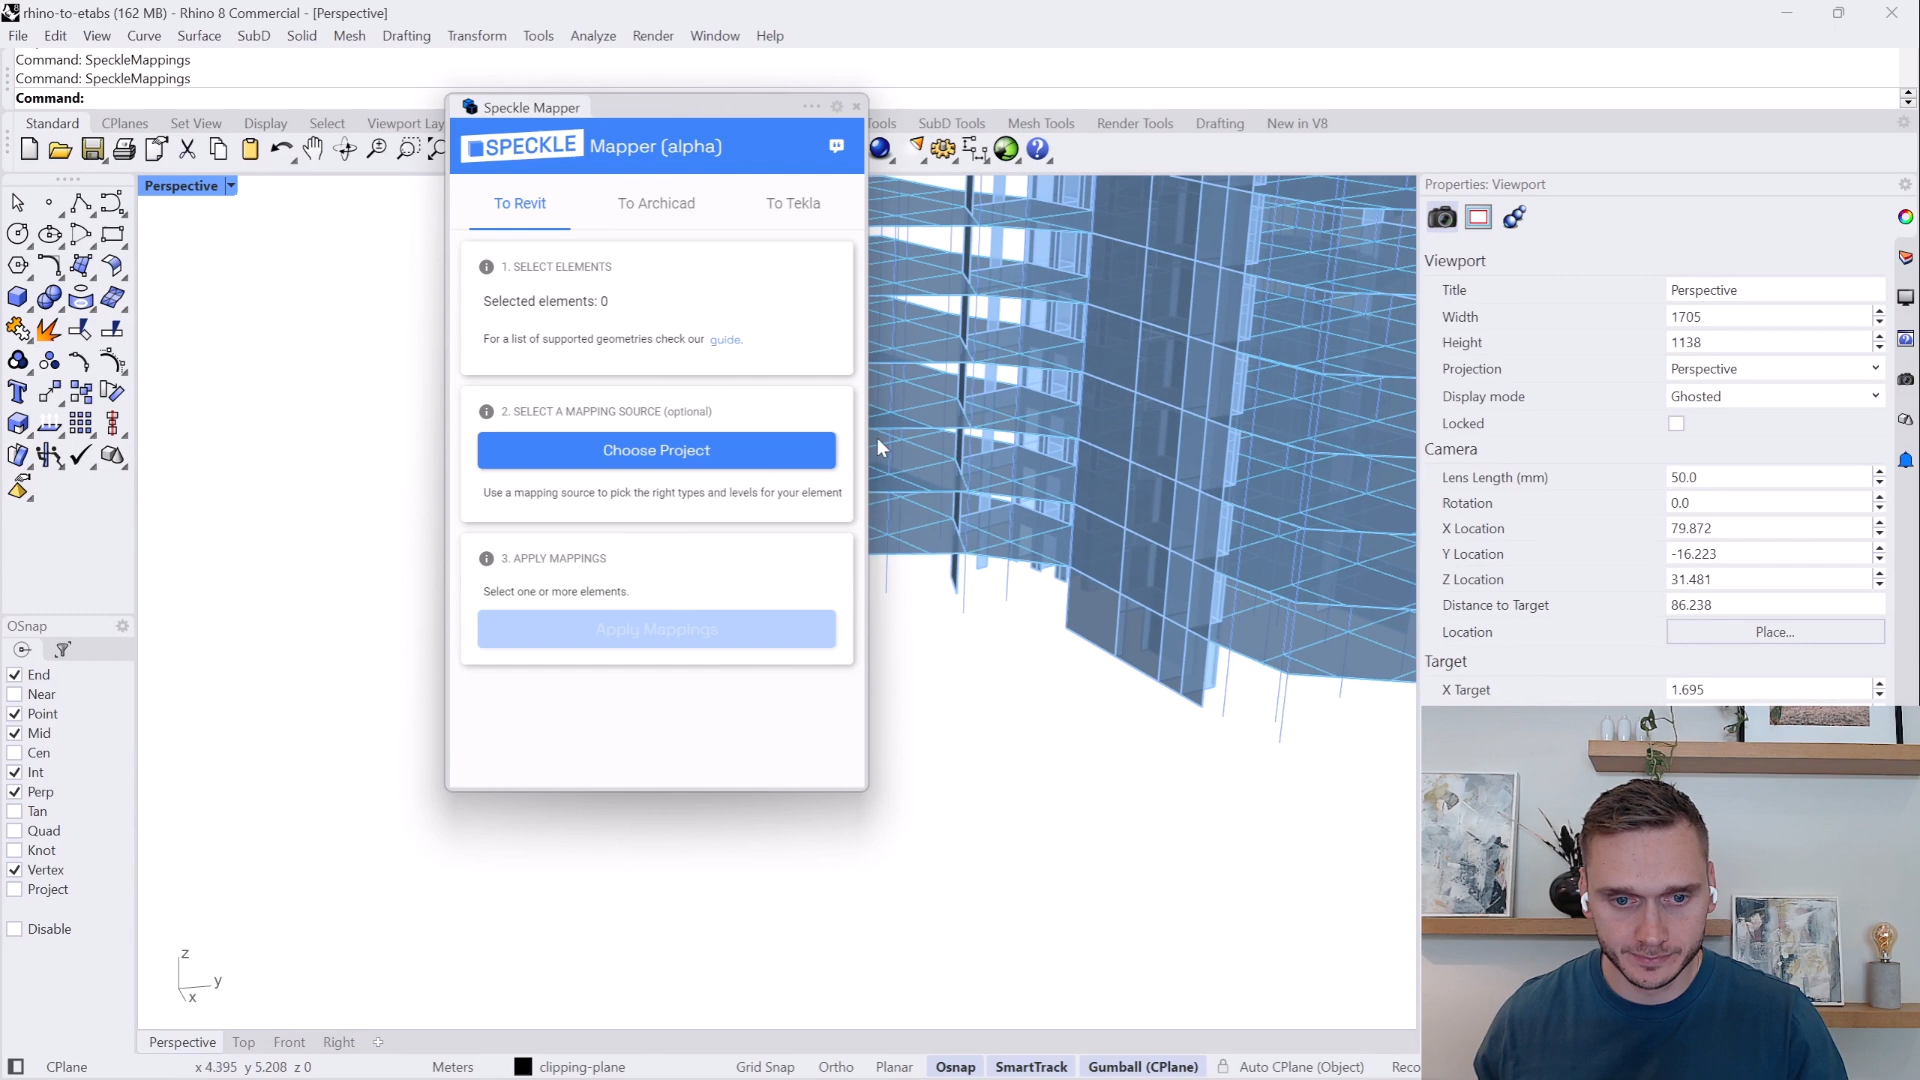 rhino-to-etabs (162 MB) - Rhino 8 Commercial - [Perspective]
File Edit View Curve Surface SubD Solid Mesh Drafting Transform Tools Analyze Render Window Help
Command: SpeckleMappings
Command: SpeckleMappings
Command:
Standard CPlanes Set View Display Select Viewport Lay
ools SubD Tools Mesh Tools Render Tools Drafting New in V8
Perspective
Speckle Mapper
SPECKLE Mapper (alpha)
To Revit To Archicad To Tekla
1. SELECT ELEMENTS
Selected elements: 0
For a list of supported geometries check our guide.
2. SELECT A MAPPING SOURCE (optional)
Choose Project
Use a mapping source to pick the right types and levels for your element
3. APPLY MAPPINGS
Select one or more elements.
Apply Mappings
Properties: Viewport
Viewport
Title Perspective
Width 1705
Height 1138
Projection Perspective
Display mode Ghosted
Locked
Camera
Lens Length (mm) 50.0
Rotation 0.0
X Location 79.872
Y Location -16.223
Z Location 31.481
Distance to Target 86.238
Location Place...
Target
X Target 1.695
OSnap
End
Near
Point
Mid
Cen
Int
Perp
Tan
Quad
Knot
Vertex
Project
Disable
z
y
x
Perspective Top Front Right
CPlane x 4.395 y 5.208 z 0 Meters clipping-plane Grid Snap Ortho Planar Osnap SmartTrack Gumball (CPlane) Auto CPlane (Object) Reco